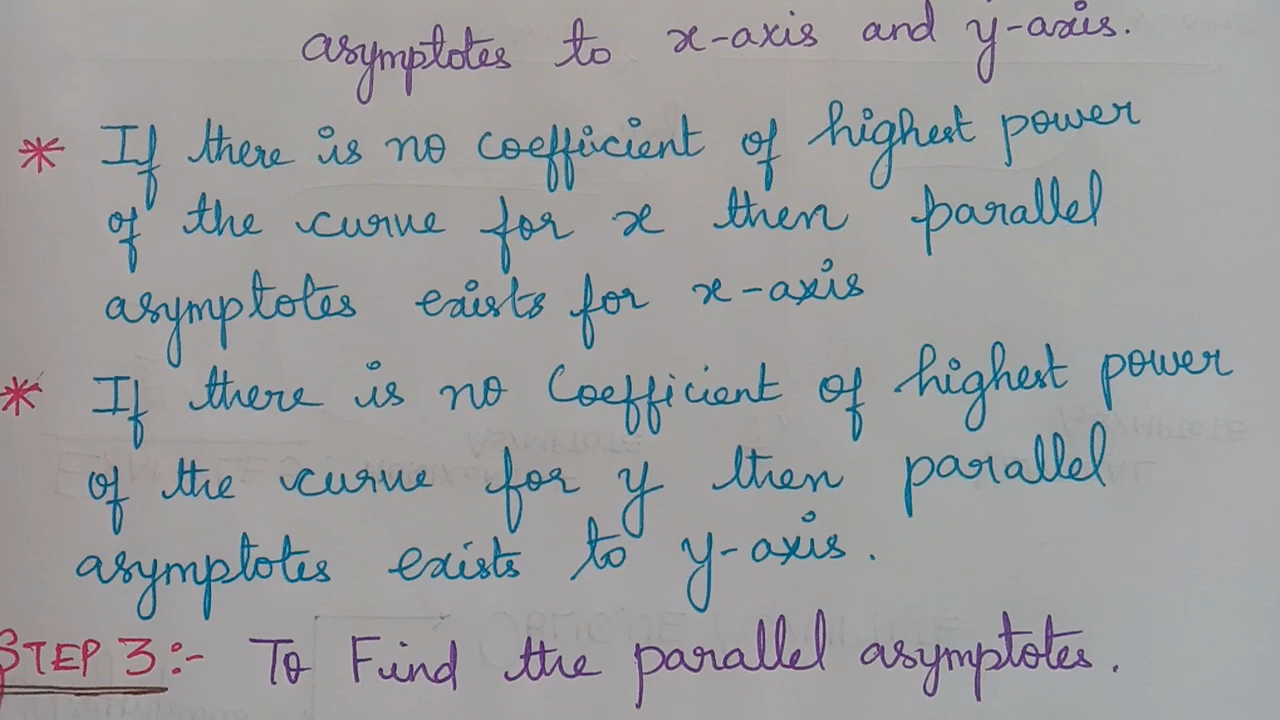 asymptotes to x-axis and y-axis.
* If there is no coefficient of highest power
of the curve for x then parallel
asymptotes exists for x-axis
* If there is no Coefficient of highest power
of the curve for y then parallel
asymptotes exists to y-axis.
STEP 3:- To Find the parallel asymptotes.